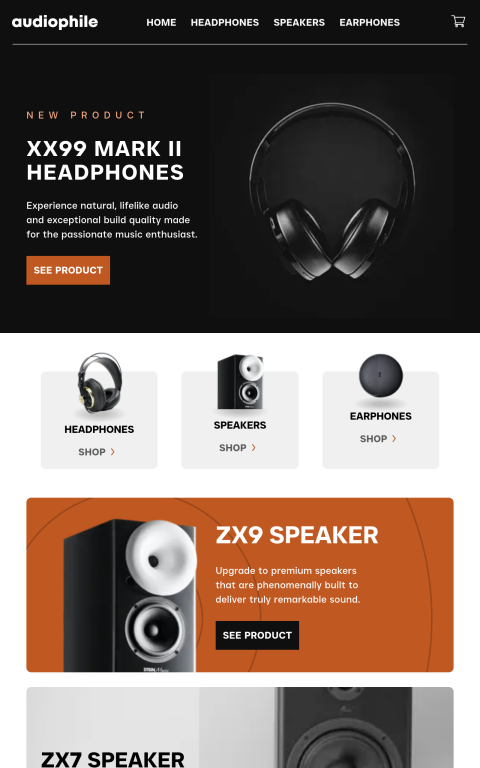 audiophile
HOME HEADPHONES SPEAKERS EARPHONES
NEW PRODUCT
XX99 MARK II
HEADPHONES
Experience natural, lifelike audio
and exceptional build quality made
for the passionate music enthusiast.
SEE PRODUCT
HEADPHONES
SHOP
SPEAKERS
SHOP
EARPHONES
SHOP
ZX9 SPEAKER
Upgrade to premium speakers
that are phenomenally built to
deliver truly remarkable sound.
SEE PRODUCT
ZX7 SPEAKER